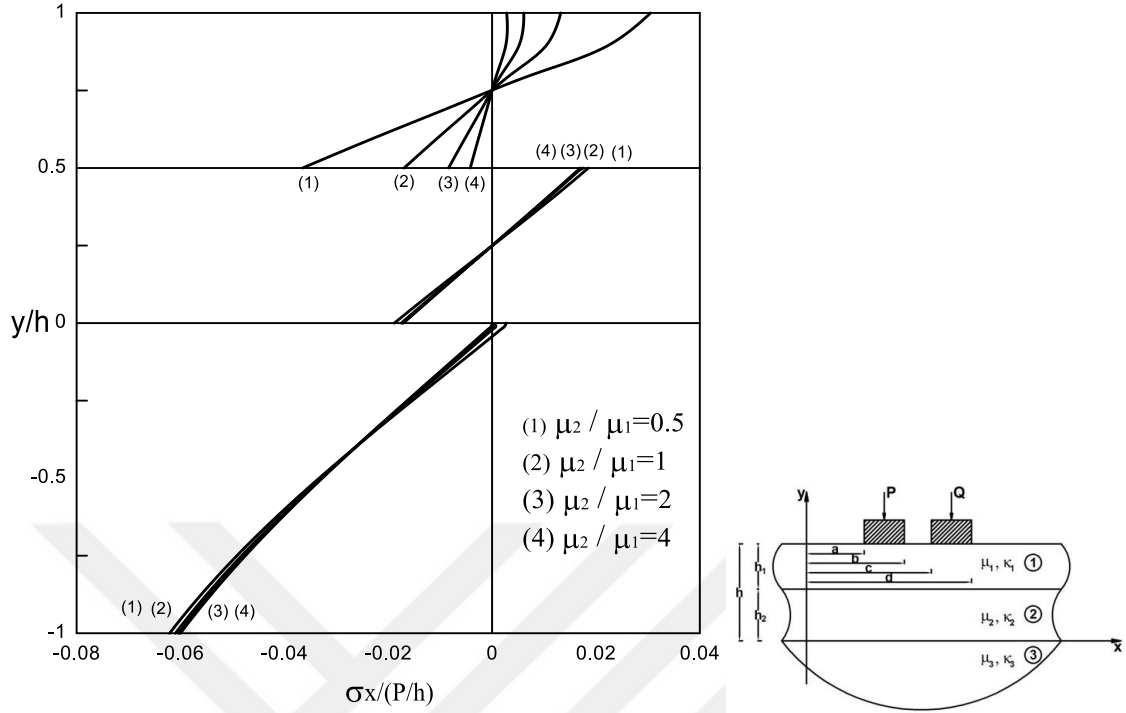 1
0.5
y/h
0
-0.5
-1
(1)
(2)
(3)
(4)
(4) (3) (2) (1)
(1) μ2 / μ1=0.5
(2) μ2 / μ1=1
(3) μ2 / μ1=2
(4) μ2 / μ1=4
(1) (2) (3) (4)
-0.08 -0.06 -0.04 -0.02 0 0.02 0.04
σx/(P/h)
y P Q
a
b
c
d
h
h1
h2
μ1, κ1 1
μ2, κ2 2
x
μ3, κ3 3